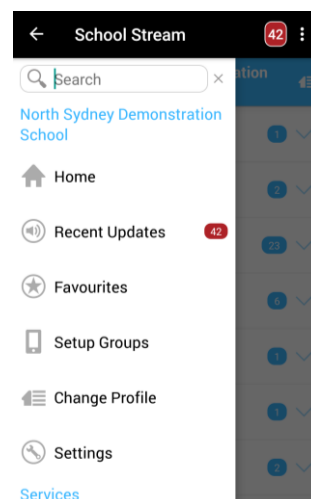 School Stream 42
Search
ation
North Sydney Demonstration
School
1
Home
2
Recent Updates 42
23
Favourites
6
Setup Groups
1
Change Profile
1
Settings
2
Services